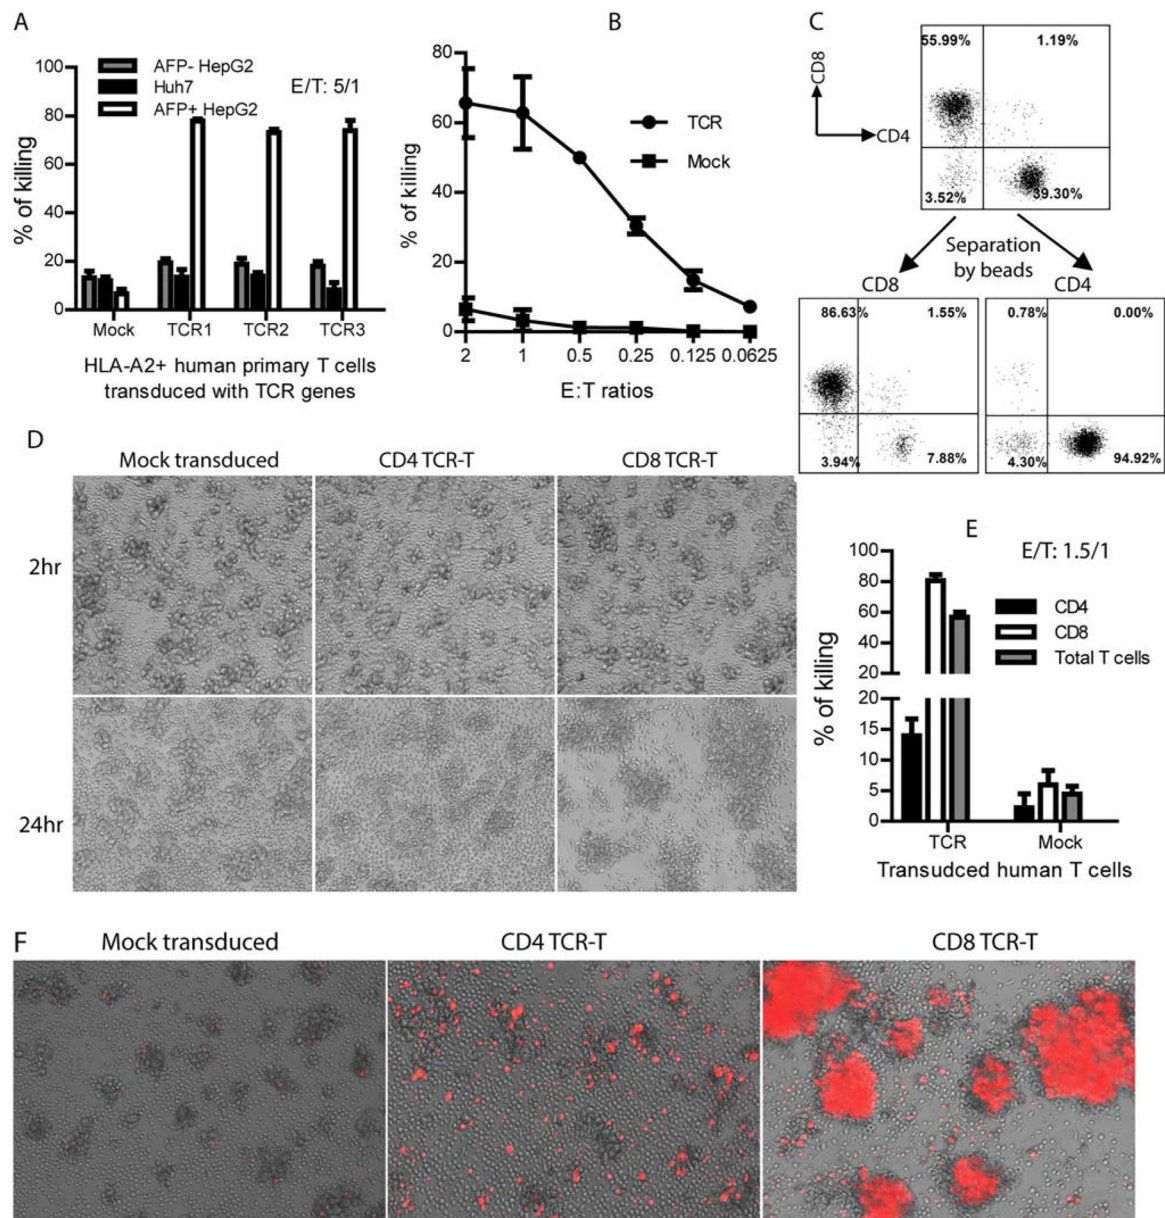 A
100
80
60
40
20
0
% of killing
AFP- HepG2
Huh7
AFP+ HepG2
E/T: 5/1
Mock TCR1 TCR2 TCR3
HLA-A2+ human primary T cells
transduced with TCR genes
B
80
60
40
20
0
% of killing
TCR
Mock
2 1 0.5 0.25 0.125 0.0625
E:T ratios
C
CD8
CD4
55.99% 1.19%
3.52% 39.30%
Separation
by beads
CD8 CD4
86.63% 1.55%
3.94% 7.88%
0.78% 0.00%
4.30% 94.92%
D
Mock transduced CD4 TCR-T CD8 TCR-T
2hr
24hr
E
E/T: 1.5/1
100
80
60
40
20
20
15
10
5
0
% of killing
CD4
CD8
Total T cells
TCR Mock
Transudced human T cells
F
Mock transduced CD4 TCR-T CD8 TCR-T